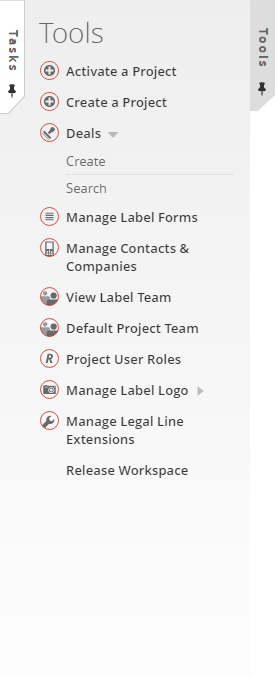 Tasks
Tools
Tools
Activate a Project
Create a Project
Deals
Create
Search
Manage Label Forms
Manage Contacts &
Companies
View Label Team
Default Project Team
R Project User Roles
Manage Label Logo
Manage Legal Line
Extensions
Release Workspace